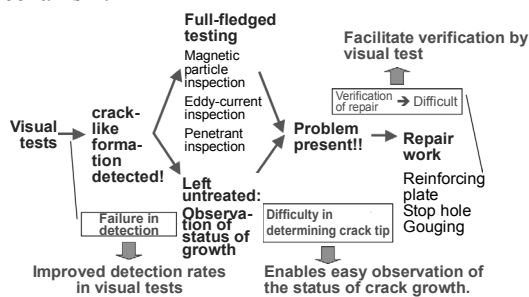 Full-fledged
testing
Magnetic
particle
inspection
Eddy-current
inspection
Penetrant
inspection
Facilitate verification by
visual test
Verification
of repair → Difficult
Visual
tests
crack-
like
forma-
tion
detected!
Problem
present!!
Repair
work
Reinforcing
plate
Stop hole
Gouging
Left
untreated:
Observa-
tion of
status of
growth
Failure in
detection
Difficulty in
determining crack tip
Improved detection rates
in visual tests
Enables easy observation of
the status of crack growth.